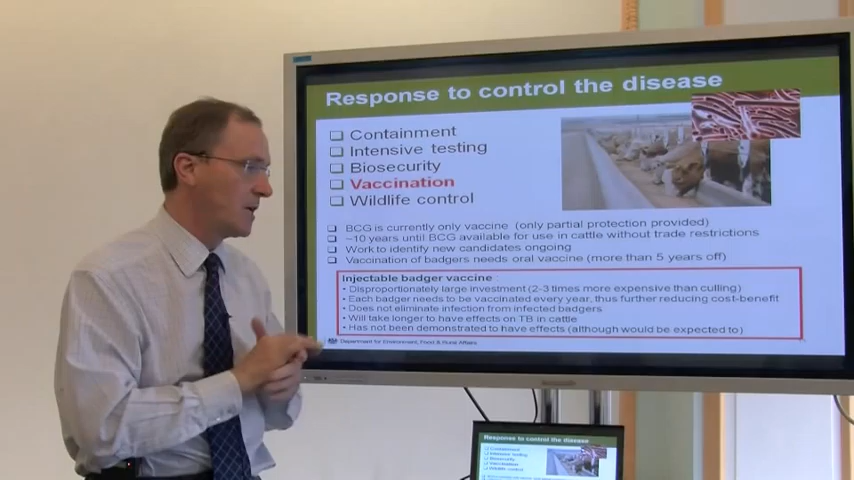 Response to control the disease
Containment
Intensive testing
Biosecurity
Vaccination
Wildlife control
BCG is currently only vaccine (only partial protection provided)
~10 years until BCG available for use in cattle without trade restrictions
Work to identify new candidates ongoing
Vaccination of badgers needs oral vaccine (more than 5 years off)
Injectable badger vaccine:
• Disproportionately large investment (2-3 times more expensive than culling)
• Each badger needs to be vaccinated every year, thus further reducing cost-benefit
• Does not eliminate infection from infected badgers
• Will take longer to have effects on TB in cattle
• Has not been demonstrated to have effects (although would be expected to)
Department for Environment, Food & Rural Affairs
Response to control the disease
Containment
Intensive testing
Biosecurity
Vaccination
Wildlife control